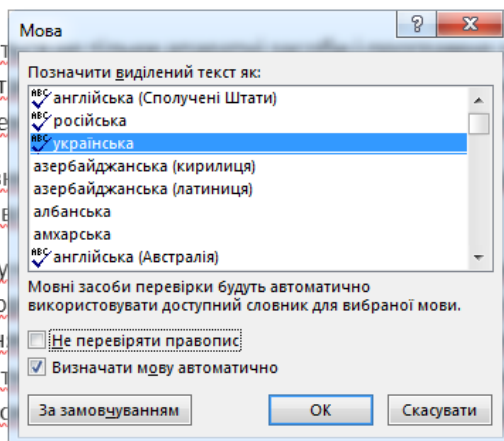 Мова
Позначити виділений текст як:
англійська (Сполучені Штати)
російська
українська
азербайджанська (кирилиця)
азербайджанська (латиниця)
албанська
амхарська
англійська (Австралія)
Мовні засоби перевірки будуть автоматично
використовувати доступний словник для вибраної мови.
Не перевіряти правопис
Визначати мову автоматично
За замовчуванням
ОК
Скасувати